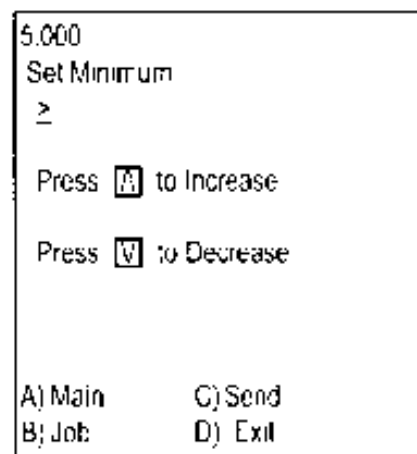 5.000
Set Minimum
>
Press [Λ] to Increase
Press [V] to Decrease
A) Main C) Send
B) Job D) Exit